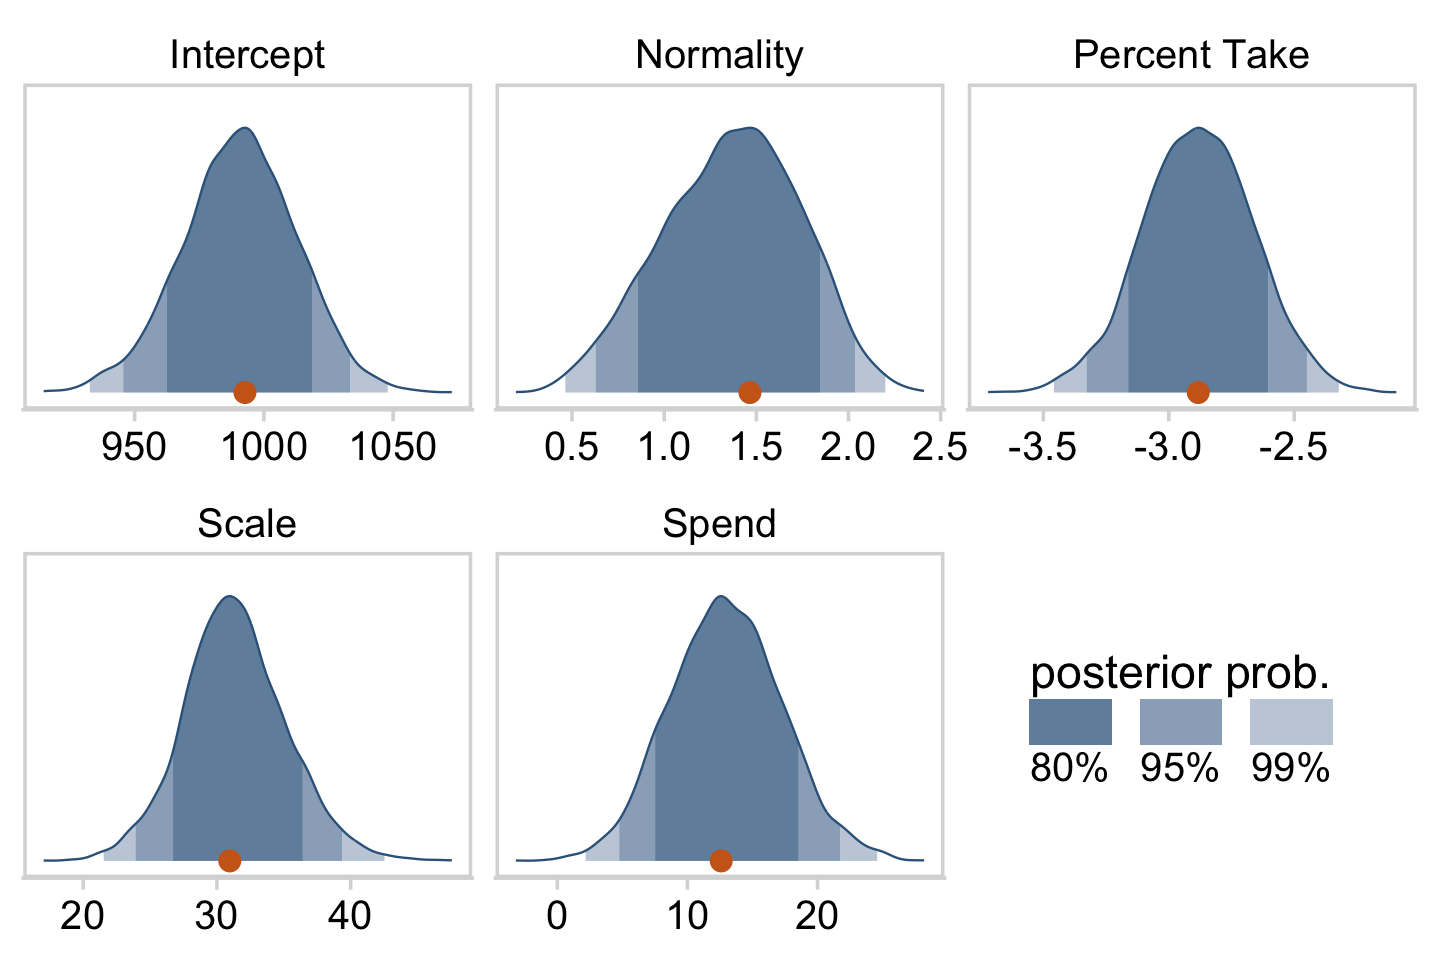 Intercept
Normality
Percent Take
950 1000 1050
0.5 1.0 1.5 2.0 2.5
-3.5 -3.0 -2.5
Scale
Spend
posterior prob.
80% 95% 99%
20 30 40
0 10 20